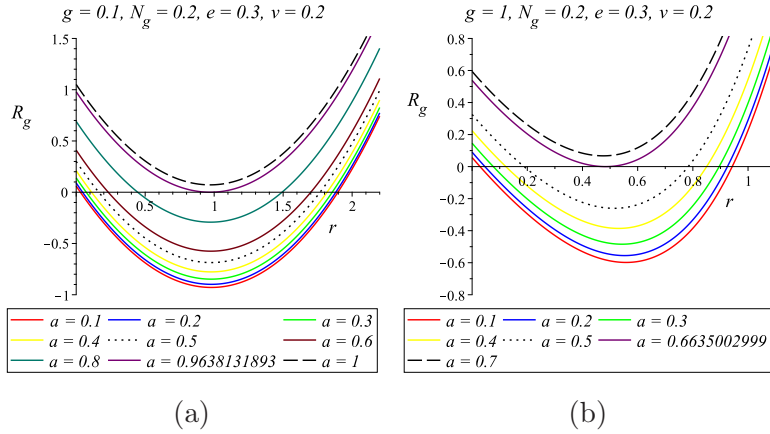 g = 0.1, N_g = 0.2, e = 0.3, v = 0.2
1.5
1
R_g
0.5
0
0.5 1 1.5 2
r
−0.5
−1
a = 0.1 a = 0.2 a = 0.3
a = 0.4 a = 0.5 a = 0.6
a = 0.8 a = 0.9638131893 a = 1
(a)
g = 1, N_g = 0.2, e = 0.3, v = 0.2
0.8
0.6
R_g
0.4
0.2
0
0.2 0.4 0.6 0.8 1
r
−0.2
−0.4
−0.6
−0.8
a = 0.1 a = 0.2 a = 0.3
a = 0.4 a = 0.5 a = 0.6635002999
a = 0.7
(b)